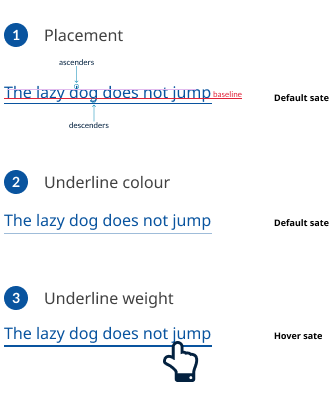 1 Placement
ascenders
The lazy dog does not jump baseline
Default sate
descenders
2 Underline colour
The lazy dog does not jump
Default sate
3 Underline weight
The lazy dog does not jump
Hover sate